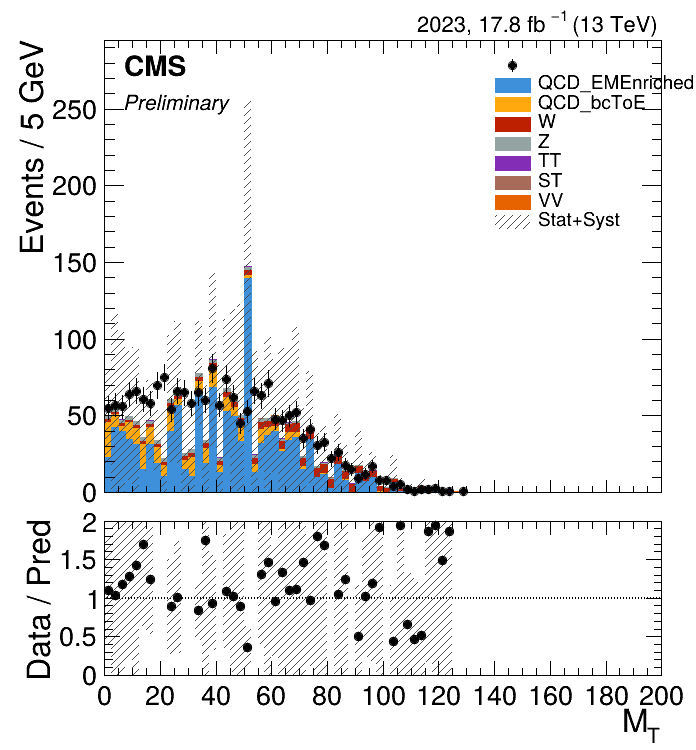 2023, 17.8 fb⁻¹ (13 TeV)
CMS
Preliminary
QCD_EMEnriched
QCD_bcToE
W
Z
TT
ST
VV
Stat+Syst
Events / 5 GeV
250
200
150
100
50
0
Data / Pred
2
1.5
1
0.5
0
0 20 40 60 80 100 120 140 160 180 200
M_T